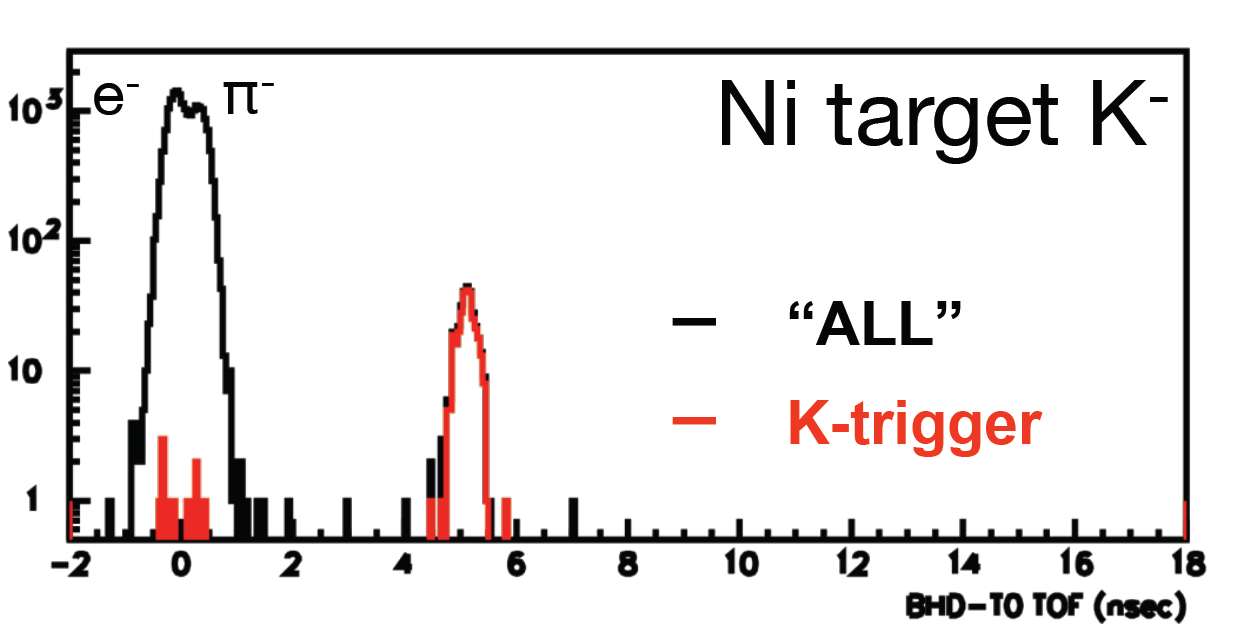 e⁻ π⁻ Ni target K⁻
10³
10²
10
1
— "ALL"
— K-trigger
-2 0 2 4 6 8 10 12 14 16 18
BHD-T0 TOF (nsec)